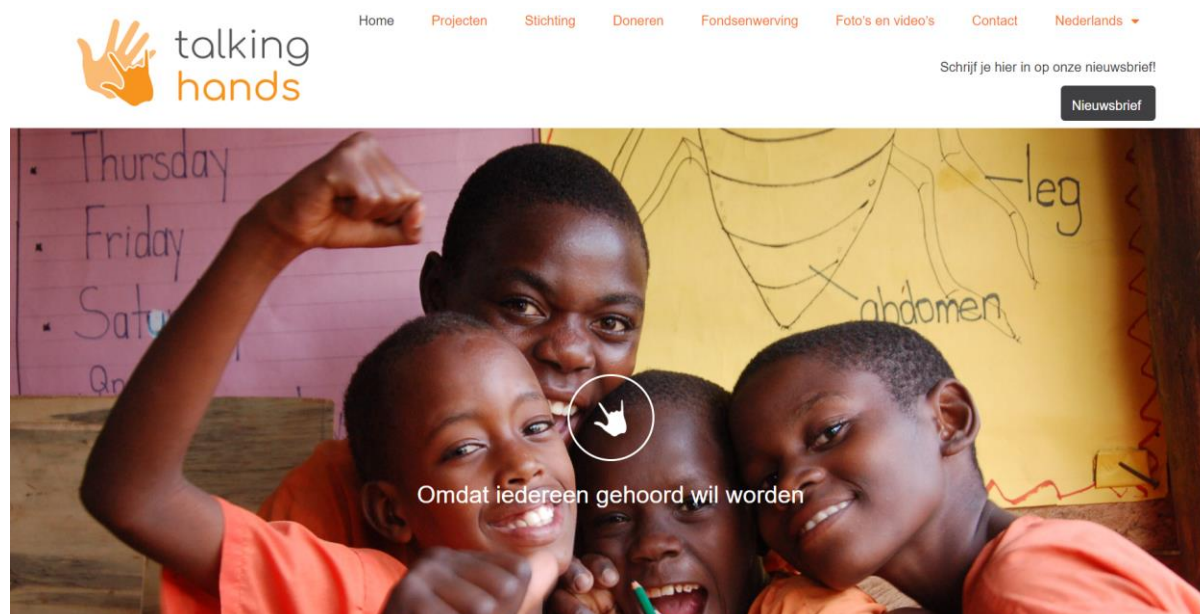 talking
hands
Home Projecten Stichting Doneren Fondsenwerving Foto's en video's Contact Nederlands
Schrijf je hier in op onze nieuwsbrief!
Nieuwsbrief
Thursday
Friday
leg
abdomen
Omdat iedereen gehoord wil worden